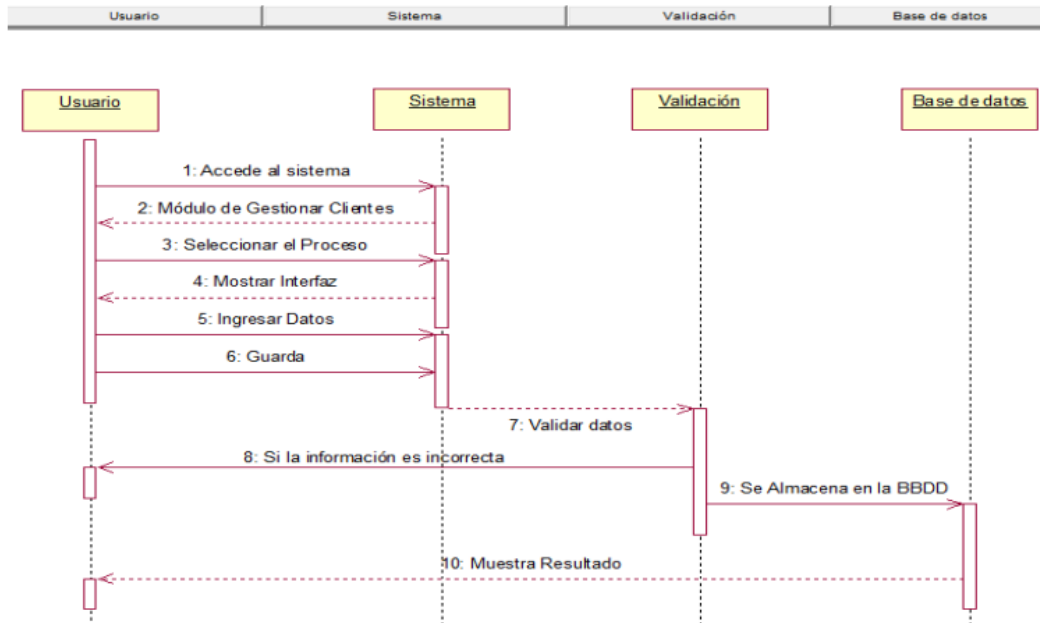 Usuario Sistema Validación Base de datos
Usuario Sistema Validación Base de datos
1: Accede al sistema
2: Módulo de Gestionar Clientes
3: Seleccionar el Proceso
4: Mostrar Interfaz
5: Ingresar Datos
6: Guarda
7: Validar datos
8: Si la información es incorrecta
9: Se Almacena en la BBDD
10: Muestra Resultado